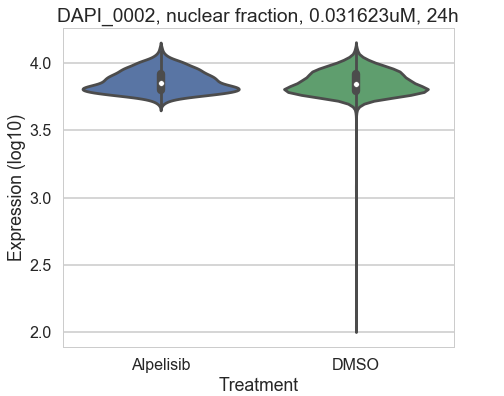 DAPI_0002, nuclear fraction, 0.031623uM, 24h
Expression (log10)
4.0
3.5
3.0
2.5
2.0
Alpelisib
DMSO
Treatment